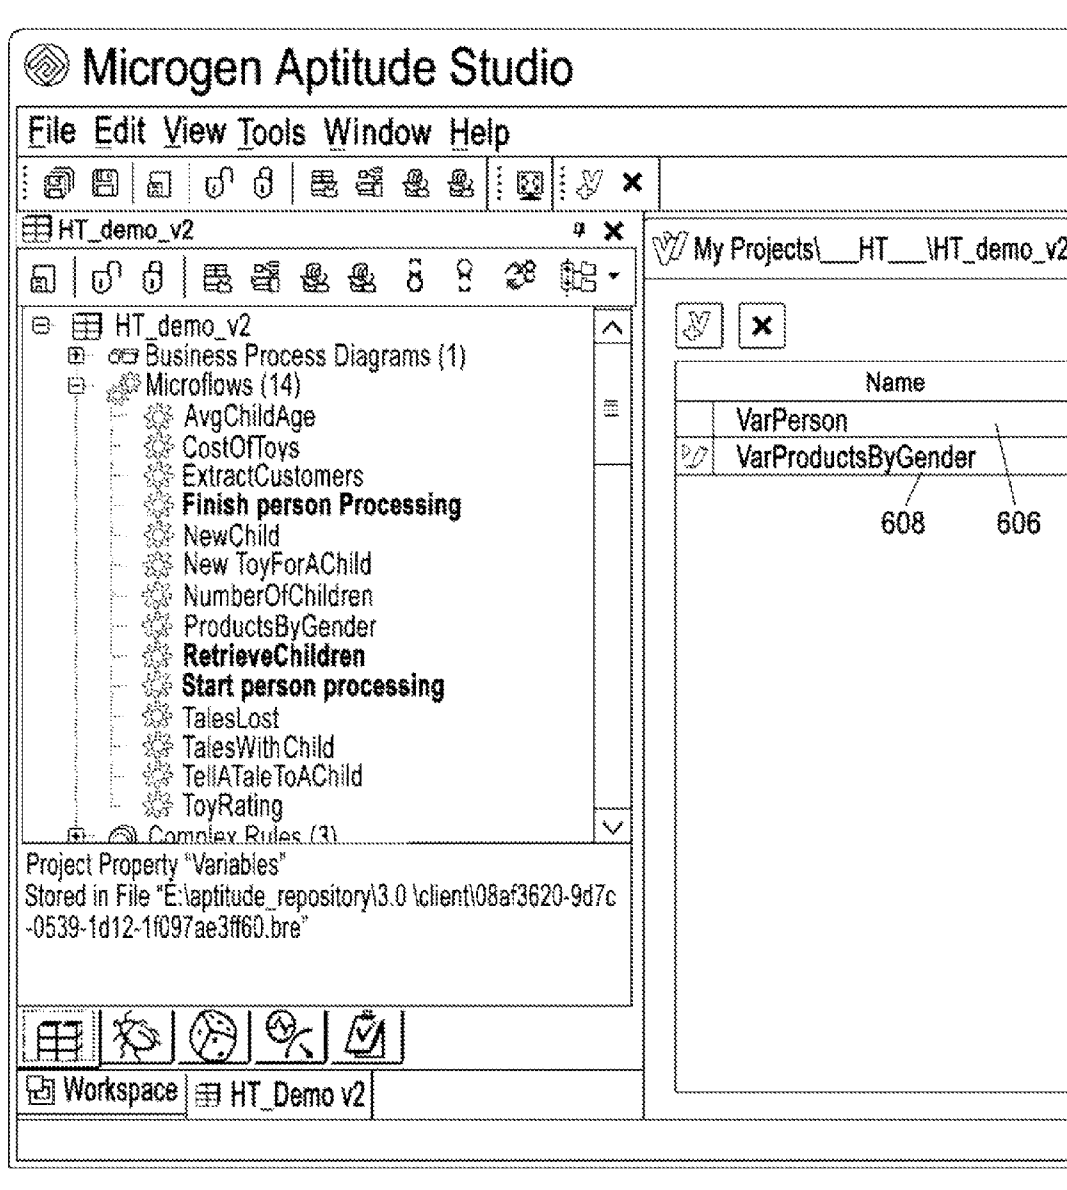 Microgen Aptitude Studio
File Edit View Tools Window Help
HT_demo_v2
My Projects\___HT___\HT_demo_v2
HT_demo_v2
Business Process Diagrams (1)
Microflows (14)
AvgChildAge
CostOfToys
ExtractCustomers
Finish person Processing
NewChild
New ToyForAChild
NumberOfChildren
ProductsByGender
RetrieveChildren
Start person processing
TalesLost
TalesWithChild
TellATaleToAChild
ToyRating
Complex Rules (3)
Name
VarPerson
VarProductsByGender
608 606
Project Property "Variables"
Stored in File "E:\aptitude_repository\3.0 \client\08af3620-9d7c
-0539-1d12-1f097ae3ff60.bre"
Workspace HT_Demo v2